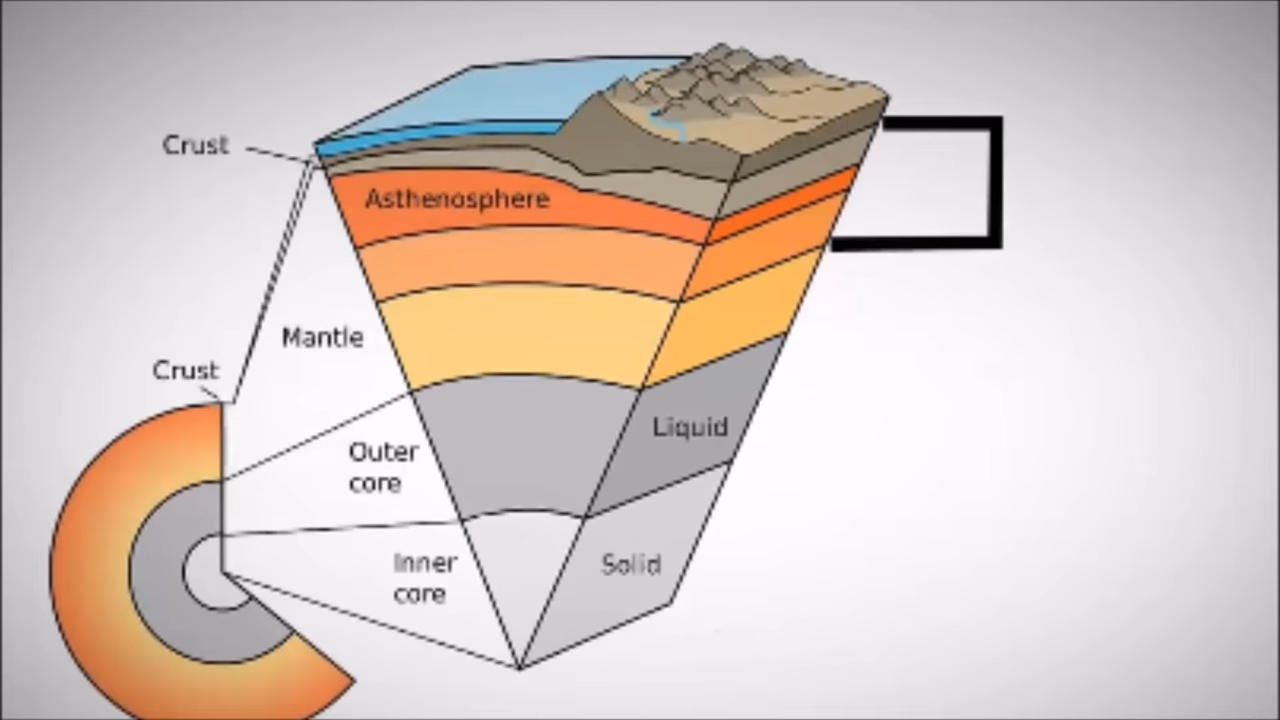 Crust
Asthenosphere
Mantle
Crust
Liquid
Outer
core
Inner
core
Solid